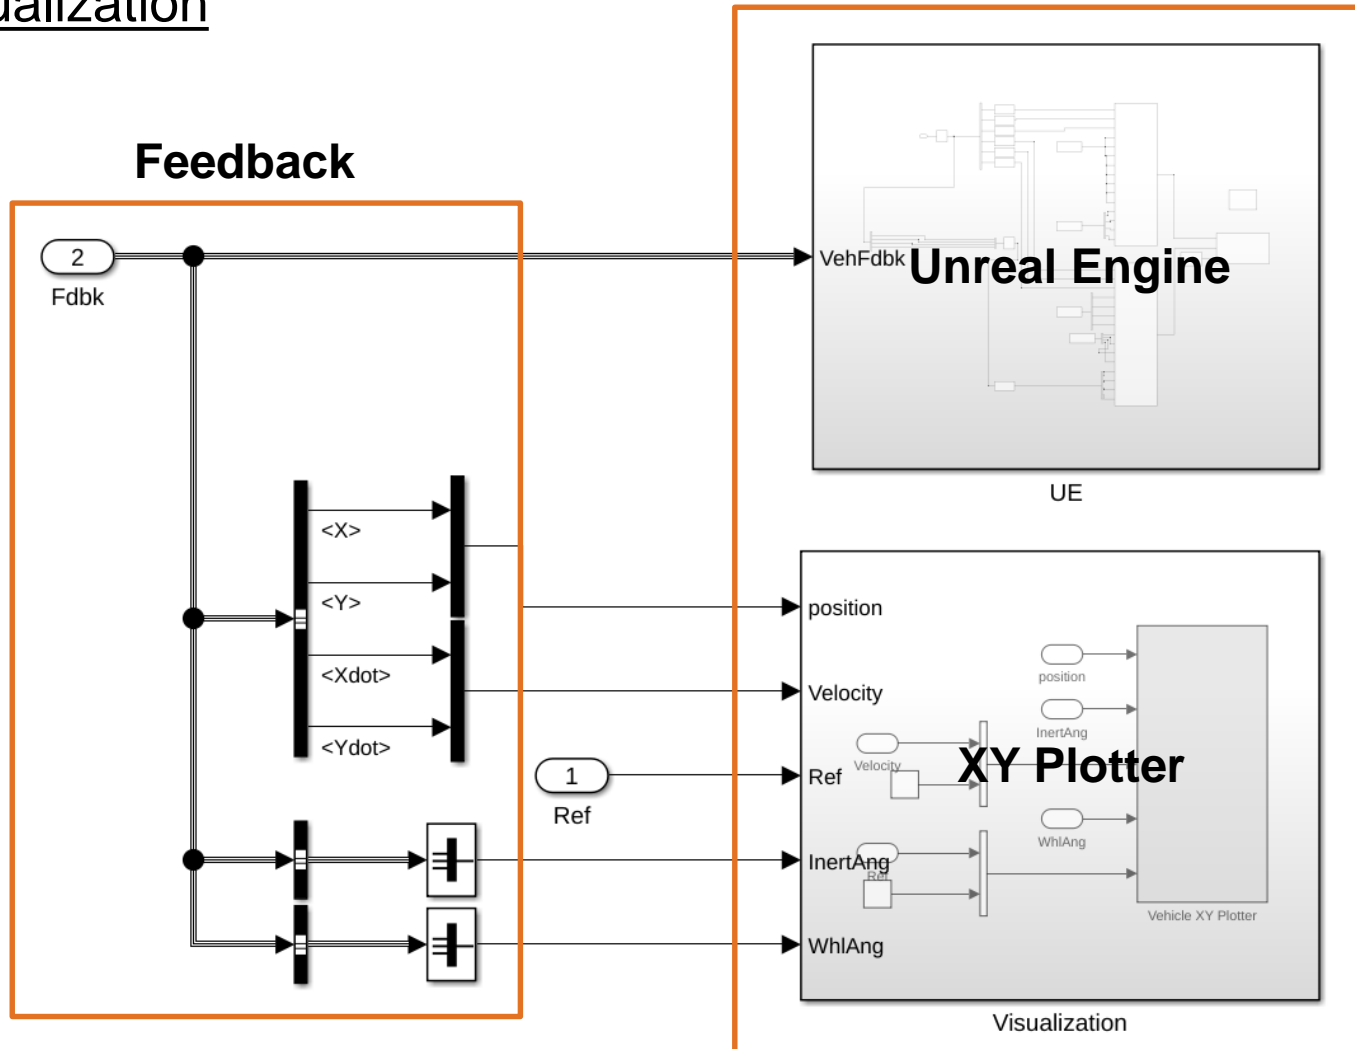 ualization
Feedback
2
Fdbk
VehFdbk
Unreal Engine
UE
<X>
<Y>
<Xdot>
<Ydot>
1
Ref
position
Velocity
Ref
InertAng
WhlAng
position
InertAng
Velocity
XY Plotter
WhlAng
Ref
Vehicle XY Plotter
Visualization